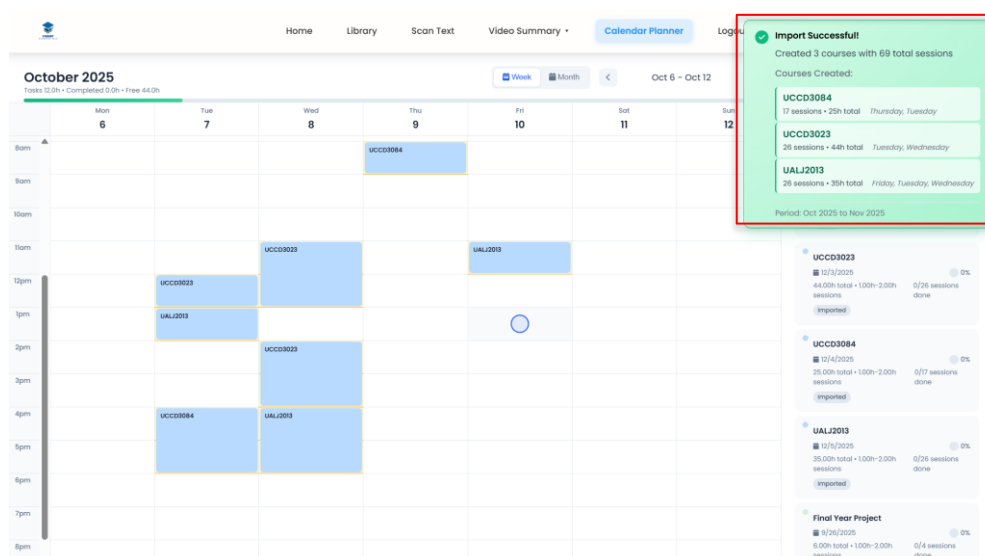 Home
Library
Scan Text
Video Summary
Calendar Planner
Logou
October 2025
Tasks 12.0h • Completed 0.0h • Free 44.0h
Week
Month
Oct 6 - Oct 12
Mon
6
Tue
7
Wed
8
Thu
9
Fri
10
Sat
11
Sun
12
8am
9am
10am
11am
12pm
1pm
2pm
3pm
4pm
5pm
6pm
7pm
8pm
UCCD3084
UCCD3023
UALJ2013
UCCD3023
UALJ2013
UCCD3023
UCCD3084
UALJ2013
Import Successful!
Created 3 courses with 69 total sessions
Courses Created:
UCCD3084
17 sessions • 25h total Thursday, Tuesday
UCCD3023
26 sessions • 44h total Tuesday, Wednesday
UALJ2013
26 sessions • 35h total Friday, Tuesday, Wednesday
Period: Oct 2025 to Nov 2025
UCCD3023
12/3/2025 0%
44.00h total • 1.00h-2.00h sessions
0/26 sessions done
Imported
UCCD3084
12/4/2025 0%
25.00h total • 1.00h-2.00h sessions
0/17 sessions done
Imported
UALJ2013
12/5/2025 0%
35.00h total • 1.00h-2.00h sessions
0/26 sessions done
Imported
Final Year Project
9/26/2025 0%
6.00h total • 1.00h-2.00h sessions
0/4 sessions done